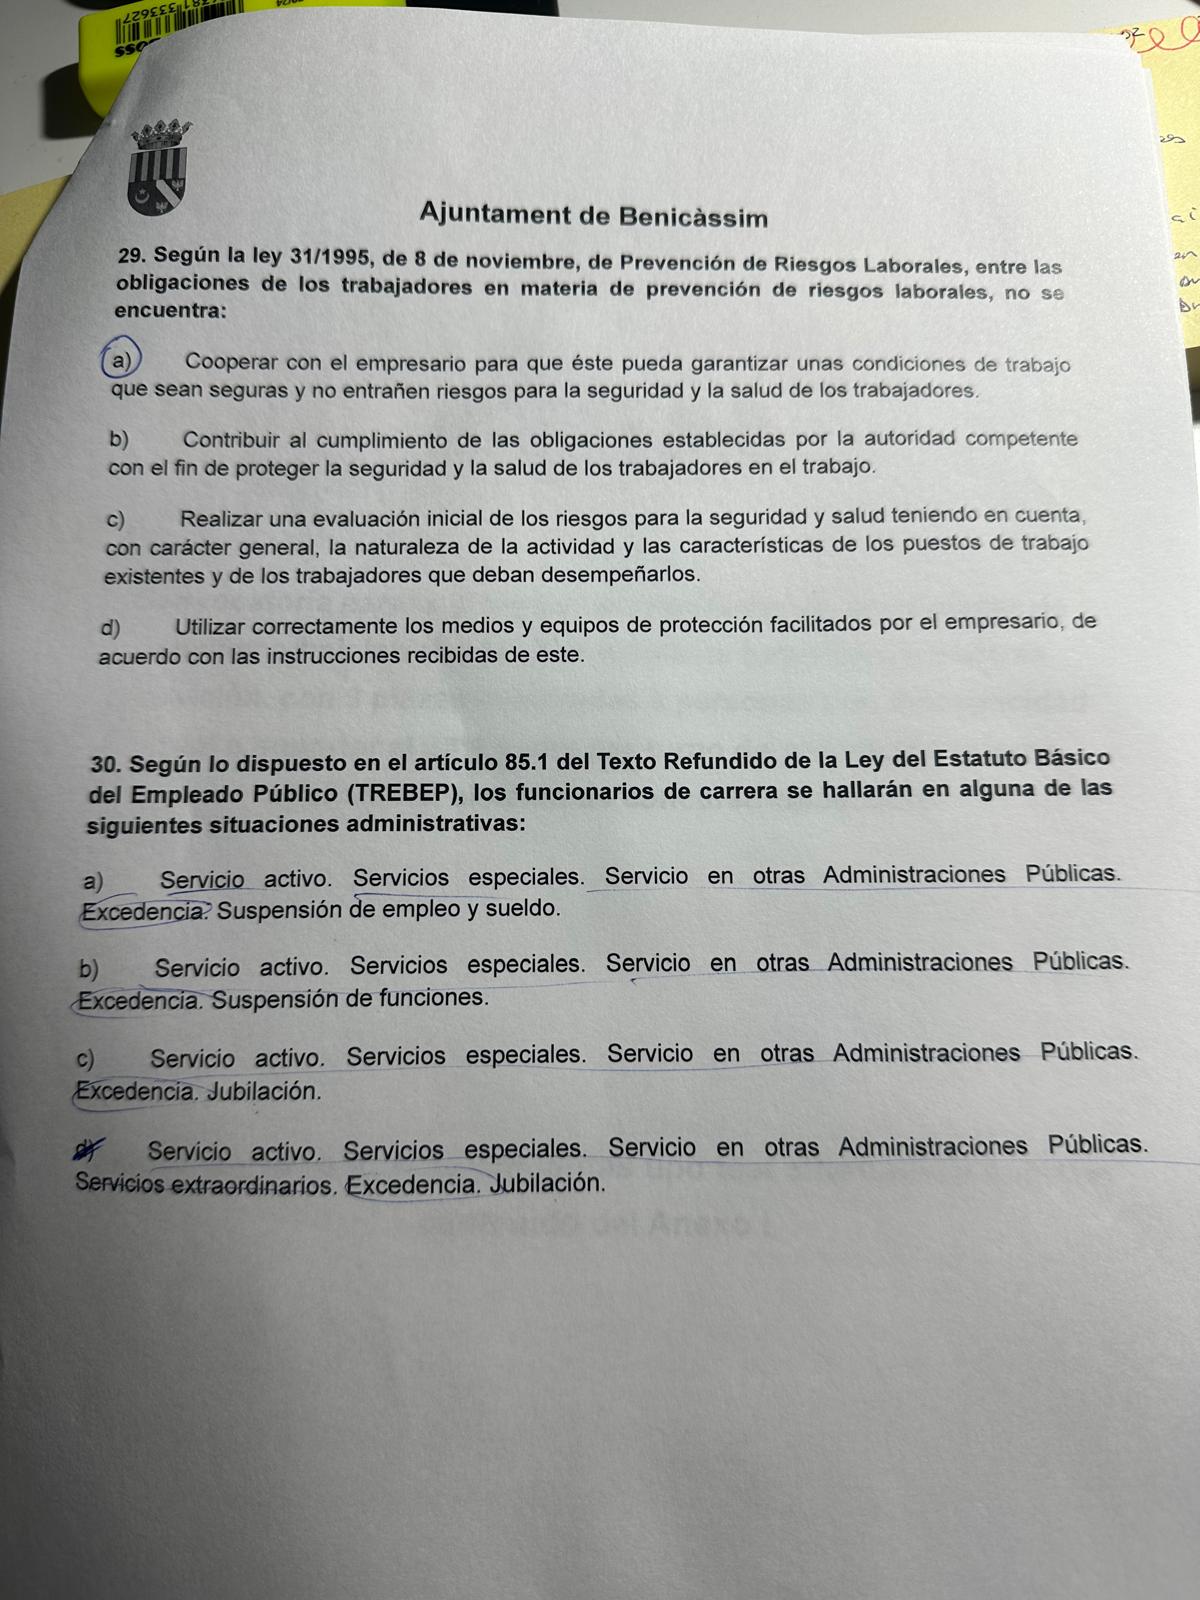 Ajuntament de Benicàssim
29. Según la ley 31/1995, de 8 de noviembre, de Prevención de Riesgos Laborales, entre las
obligaciones de los trabajadores en materia de prevención de riesgos laborales, no se
encuentra:
a) Cooperar con el empresario para que éste pueda garantizar unas condiciones de trabajo
que sean seguras y no entrañen riesgos para la seguridad y la salud de los trabajadores.
b) Contribuir al cumplimiento de las obligaciones establecidas por la autoridad competente
con el fin de proteger la seguridad y la salud de los trabajadores en el trabajo.
c) Realizar una evaluación inicial de los riesgos para la seguridad y salud teniendo en cuenta,
con carácter general, la naturaleza de la actividad y las características de los puestos de trabajo
existentes y de los trabajadores que deban desempeñarlos.
d) Utilizar correctamente los medios y equipos de protección facilitados por el empresario, de
acuerdo con las instrucciones recibidas de este.
30. Según lo dispuesto en el artículo 85.1 del Texto Refundido de la Ley del Estatuto Básico
del Empleado Público (TREBEP), los funcionarios de carrera se hallarán en alguna de las
siguientes situaciones administrativas:
a) Servicio activo. Servicios especiales. Servicio en otras Administraciones Públicas.
Excedencia. Suspensión de empleo y sueldo.
b) Servicio activo. Servicios especiales. Servicio en otras Administraciones Públicas.
Excedencia. Suspensión de funciones.
c) Servicio activo. Servicios especiales. Servicio en otras Administraciones Públicas.
Excedencia. Jubilación.
d) Servicio activo. Servicios especiales. Servicio en otras Administraciones Públicas.
Servicios extraordinarios. Excedencia. Jubilación.